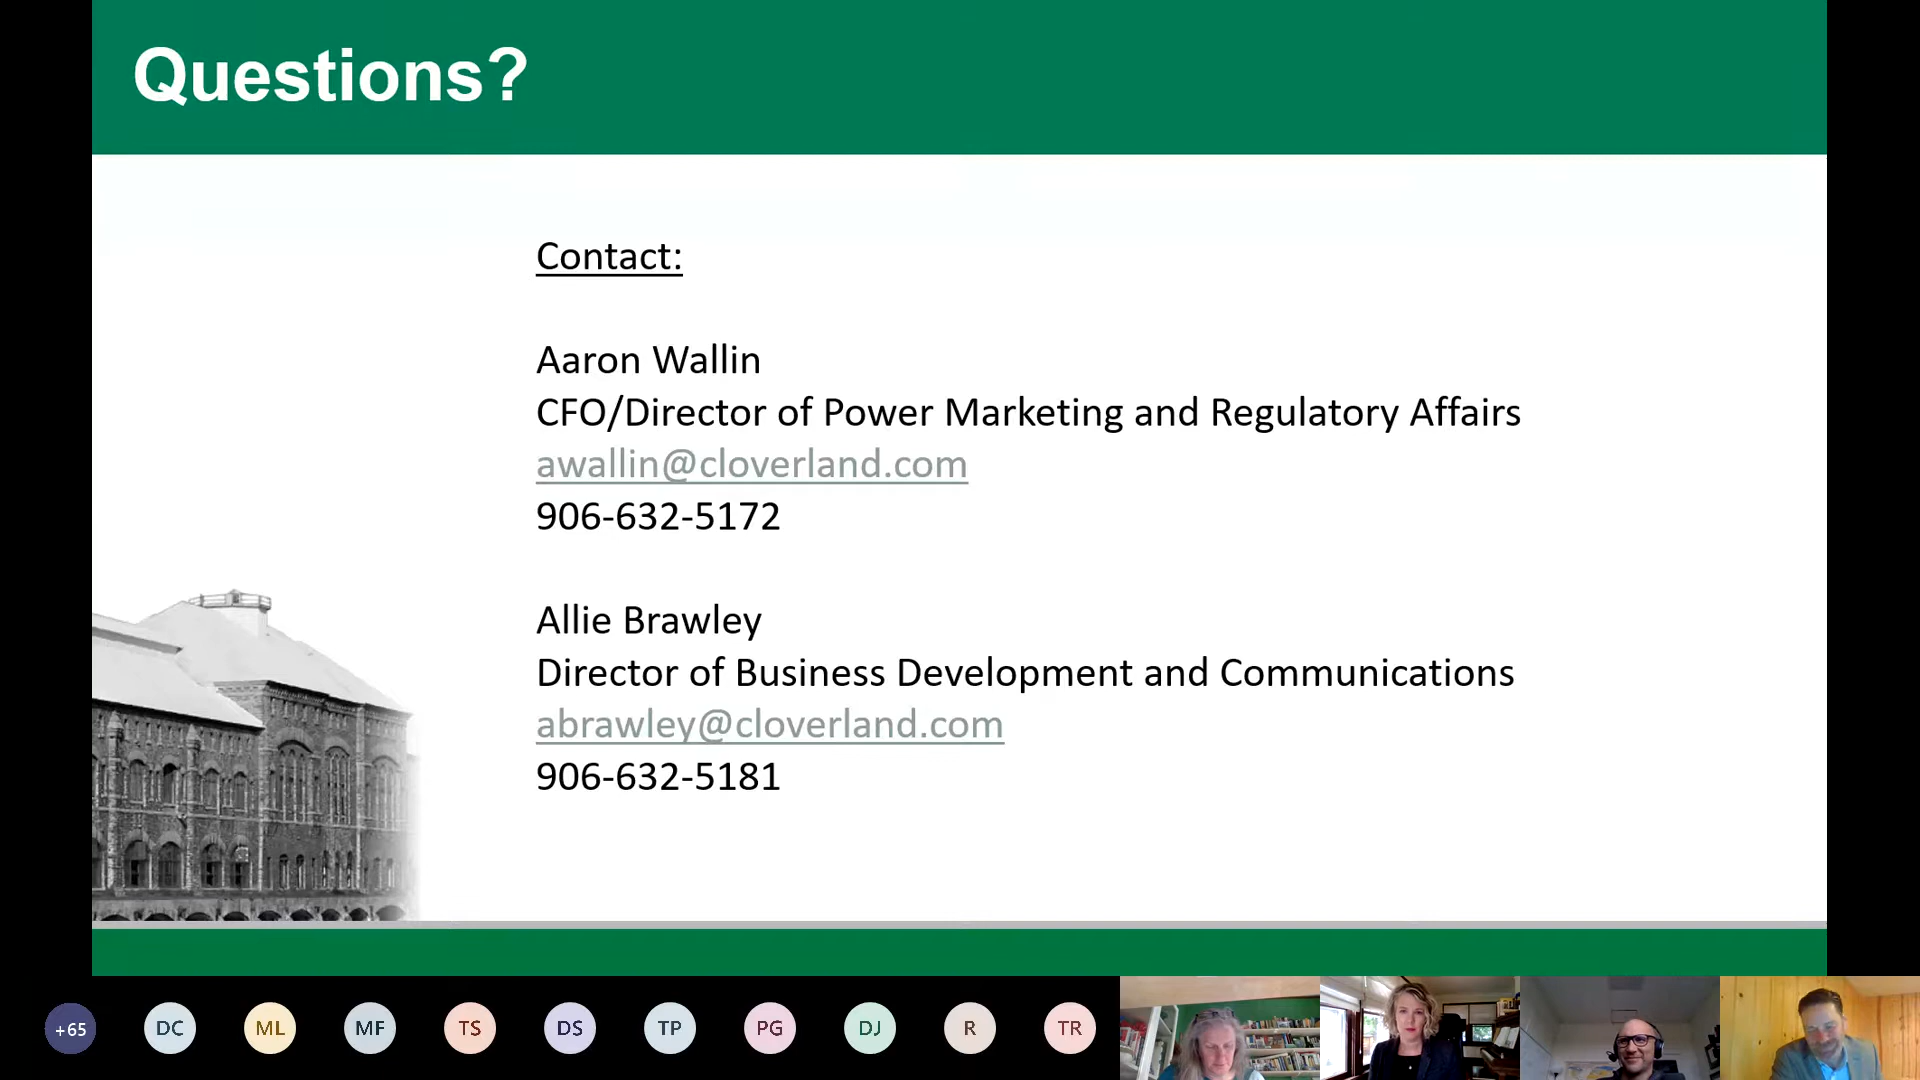 Questions?
Contact:
Aaron Wallin
CFO/Director of Power Marketing and Regulatory Affairs
awallin@cloverland.com
906-632-5172
Allie Brawley
Director of Business Development and Communications
abrawley@cloverland.com
906-632-5181
+65 DC ML MF TS DS TP PG DJ R TR